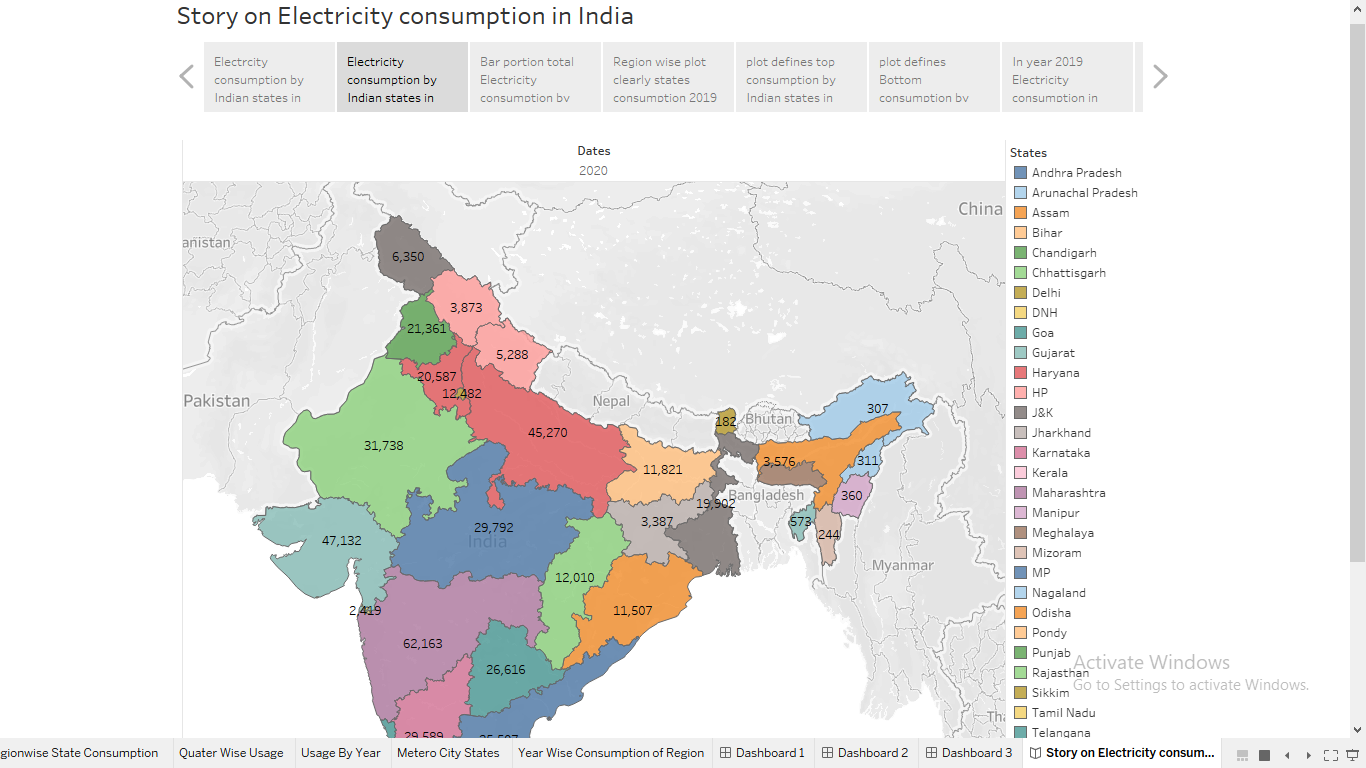 Story on Electricity consumption in India
Electrcity
consumption by
Indian states in
Electricity
consumption by
Indian states in
Bar portion total
Electricity
consumption by
Region wise plot
clearly states
consumption 2019
plot defines top
consumption by
Indian states in
plot defines
Bottom
consumption by
In year 2019
Electricity
consumption in
Dates
2020
China
anistan
Pakistan
Nepal
Bhutan
Bangladesh
India
Myanmar
Tha
6,350
3,873
21,361
5,288
20,587
12,482
307
182
45,270
31,738
3,576
311
11,821
360
19,902
3,387
573
29,792
244
47,132
12,010
2,419
11,507
62,163
26,616
29,589
States
Andhra Pradesh
Arunachal Pradesh
Assam
Bihar
Chandigarh
Chhattisgarh
Delhi
DNH
Goa
Gujarat
Haryana
HP
J&K
Jharkhand
Karnataka
Kerala
Maharashtra
Manipur
Meghalaya
Mizoram
MP
Nagaland
Odisha
Pondy
Punjab
Rajasthan
Sikkim
Tamil Nadu
Telangana
Activate Windows
Go to Settings to activate Windows.
gionwise State Consumption
Quater Wise Usage
Usage By Year
Metero City States
Year Wise Consumption of Region
Dashboard 1
Dashboard 2
Dashboard 3
Story on Electricity consum...